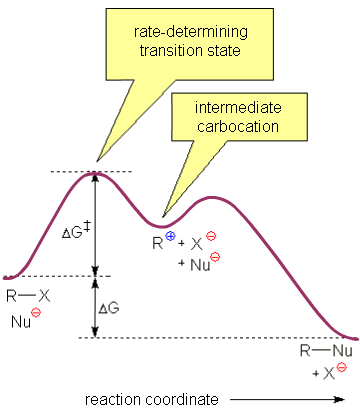 rate-determining
transition state
intermediate
carbocation
ΔG‡
R⊕ + X⊖
+ Nu⊖
R—X
Nu⊖
ΔG
R—Nu
+ X⊖
reaction coordinate